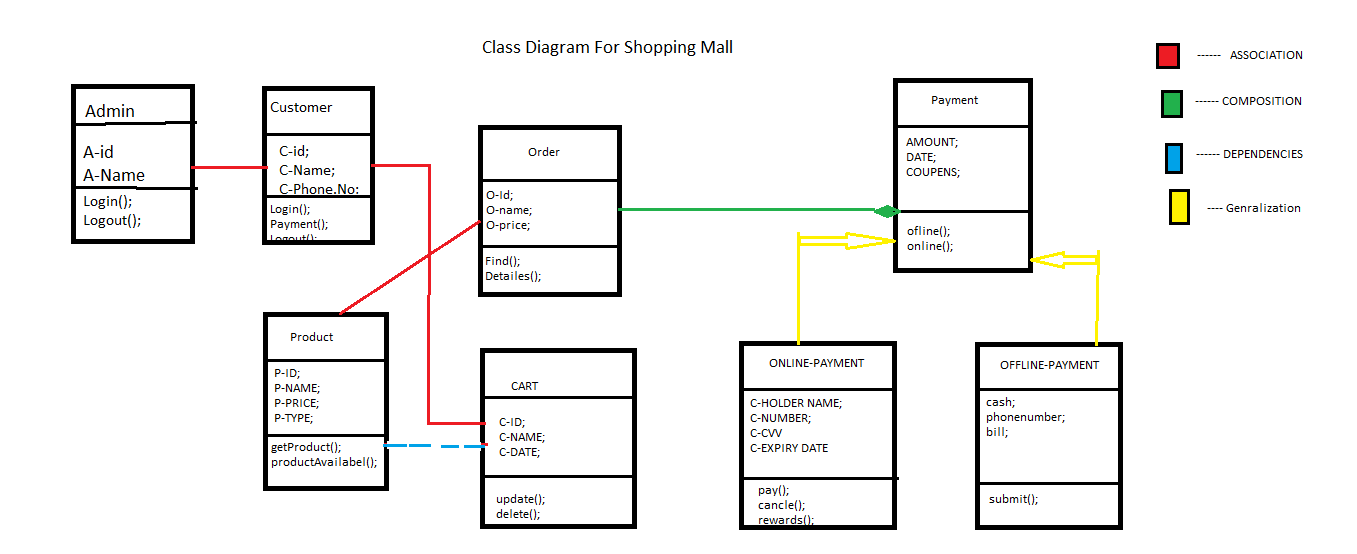 Class Diagram For Shopping Mall
------ ASSOCIATION
------ COMPOSITION
------ DEPENDENCIES
---- Genralization
Admin
A-id
A-Name
Login();
Logout();
Customer
C-id;
C-Name;
C-Phone.No:
Login();
Payment();
Logout();
Order
O-Id;
O-name;
O-price;
Find();
Detailes();
Payment
AMOUNT;
DATE;
COUPENS;
ofline();
online();
Product
P-ID;
P-NAME;
P-PRICE;
P-TYPE;
getProduct();
productAvailabel();
CART
C-ID;
C-NAME;
C-DATE;
update();
delete();
ONLINE-PAYMENT
C-HOLDER NAME;
C-NUMBER;
C-CVV
C-EXPIRY DATE
pay();
cancle();
rewards();
OFFLINE-PAYMENT
cash;
phonenumber;
bill;
submit();